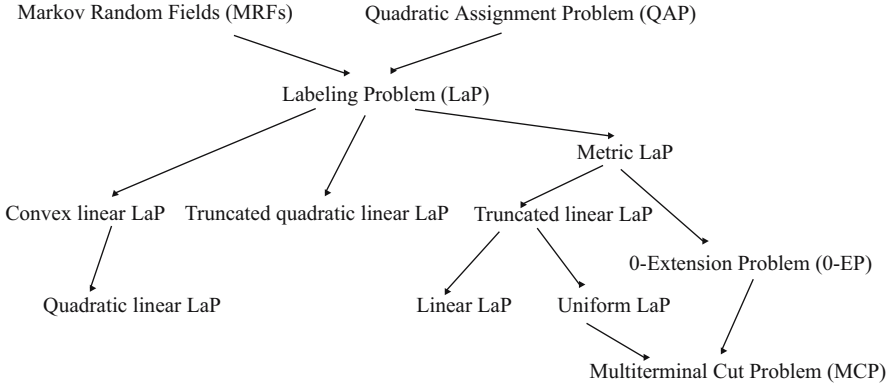 Markov Random Fields (MRFs)
Quadratic Assignment Problem (QAP)
Labeling Problem (LaP)
Metric LaP
Convex linear LaP
Truncated quadratic linear LaP
Truncated linear LaP
0-Extension Problem (0-EP)
Quadratic linear LaP
Linear LaP
Uniform LaP
Multiterminal Cut Problem (MCP)